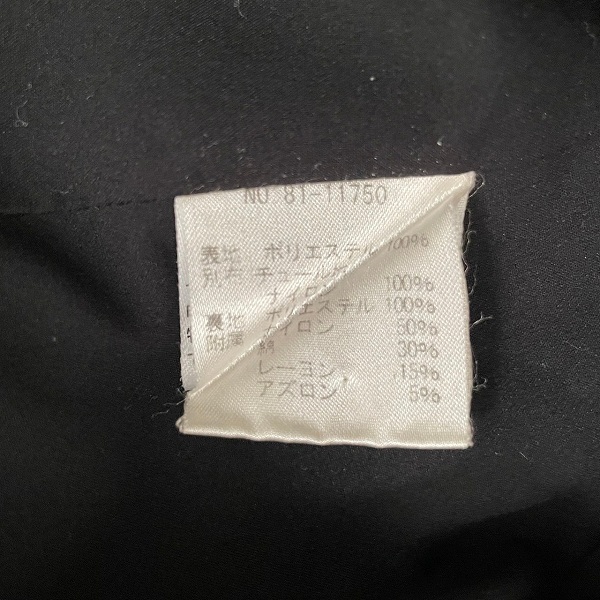 NO 81-11750
表地 ポリエステル 100%
別布 チュール
ナイロン 100%
裏地 ポリエステル 100%
附属 ナイロン 50%
綿 30%
レーヨン 15%
アズロン 5%